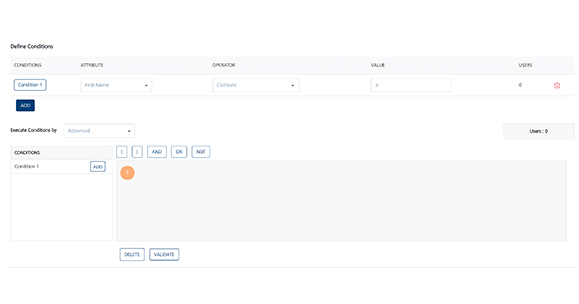 Define Conditions
CONDITIONS ATTRIBUTE OPERATOR VALUE USERS
Condition 1 First Name Contains a 0
ADD
Execute Conditions by Advanced Users : 0
CONDITIONS ( ) AND OR NOT
Condition 1 ADD 1
DELETE VALIDATE